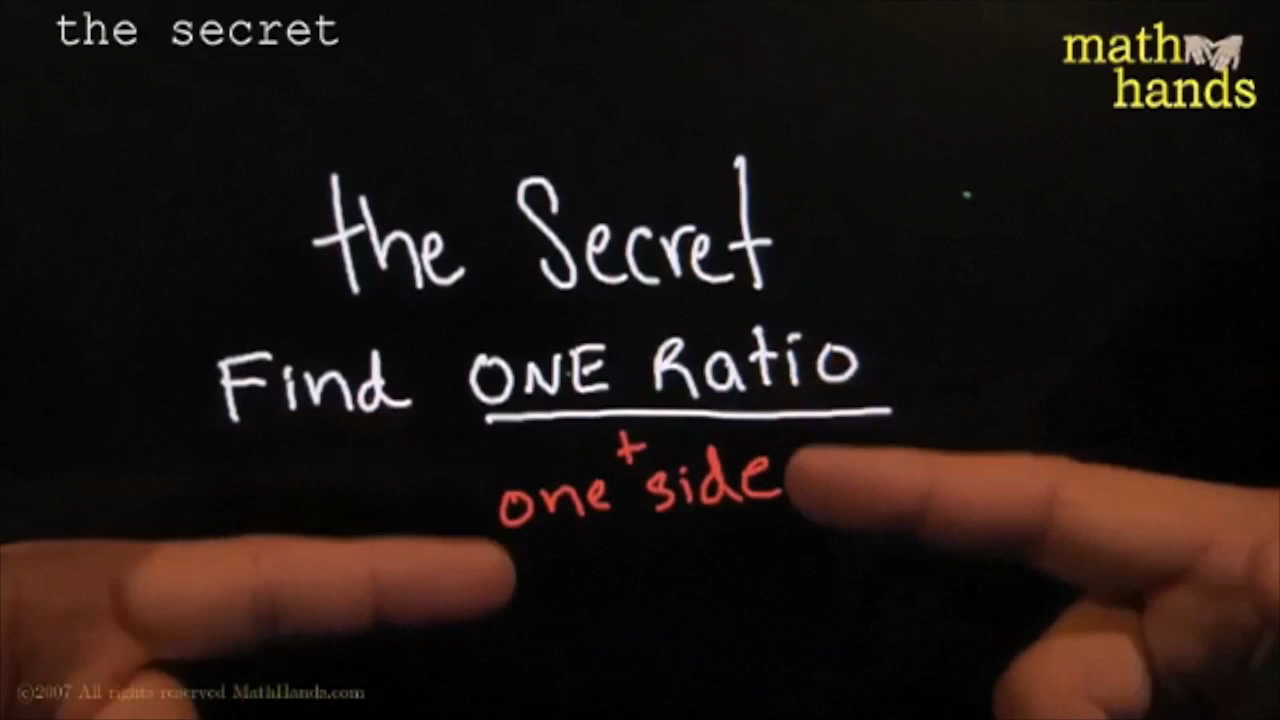 the secret
math
hands
the Secret
Find ONE Ratio
+
one side
©2007 All rights reserved MathHands.com